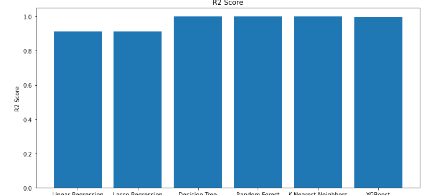 R2 Score
1.0
0.8
0.6
0.4
0.2
0.0
R2 Score
Linear Regression Lasso Regression Decision Tree Random Forest K-Nearest Neighbors XGBoost